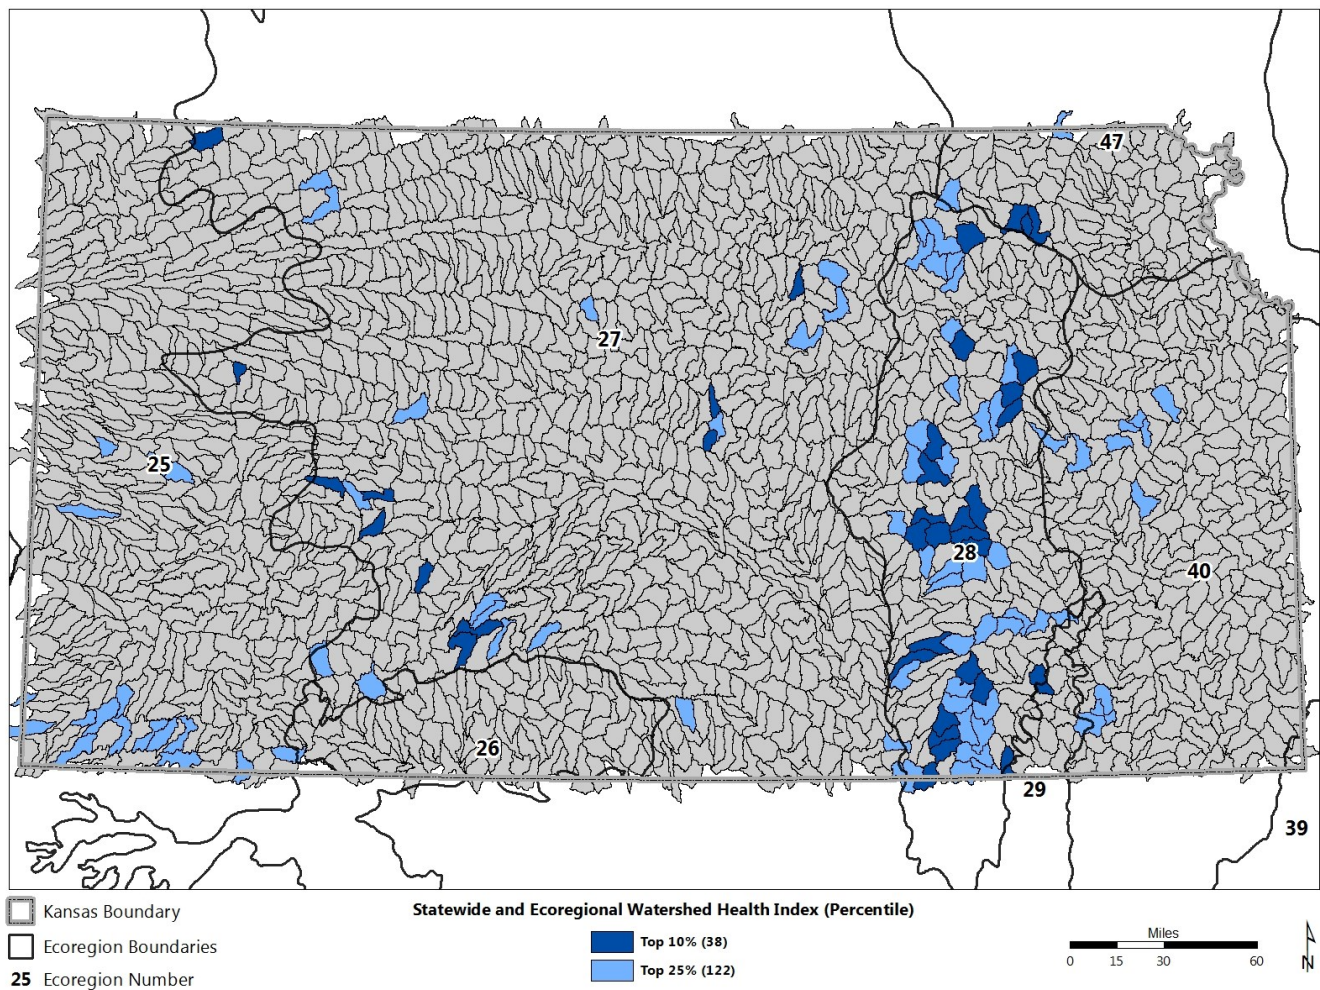 47
27
25
28
40
26
29
39
Kansas Boundary
Ecoregion Boundaries
25 Ecoregion Number
Statewide and Ecoregional Watershed Health Index (Percentile)
Top 10% (38)
Top 25% (122)
Miles
0 15 30 60
N